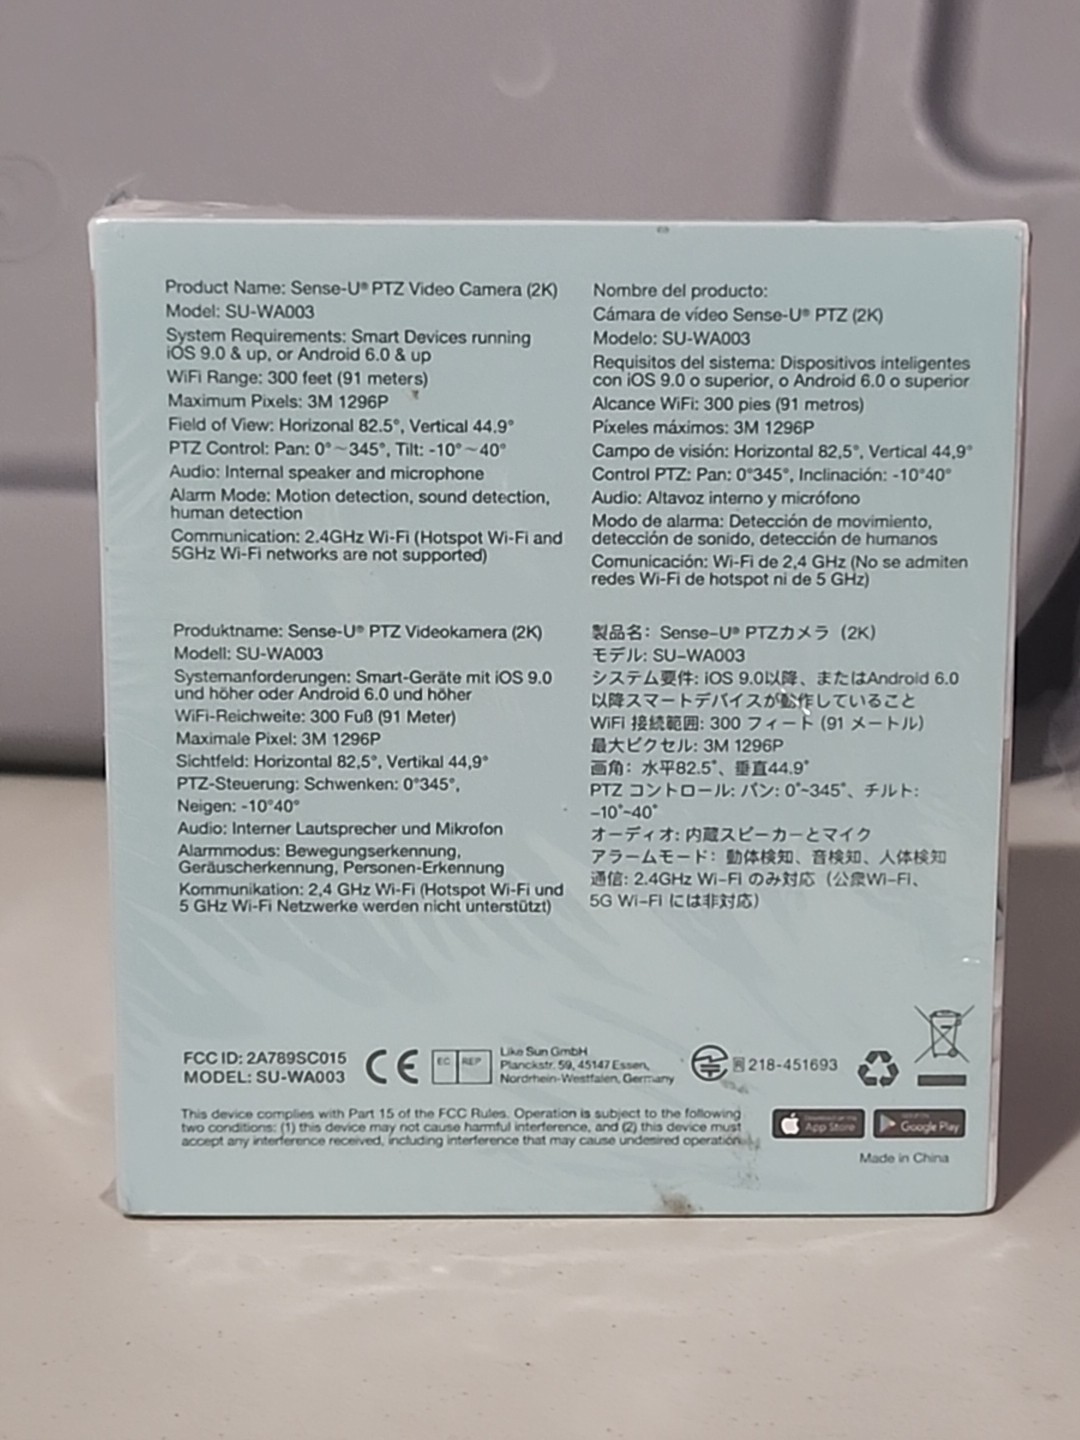 Product Name: Sense-U® PTZ Video Camera (2K)
Model: SU-WA003
System Requirements: Smart Devices running
iOS 9.0 & up, or Android 6.0 & up
WiFi Range: 300 feet (91 meters)
Maximum Pixels: 3M 1296P
Field of View: Horizonal 82.5°, Vertical 44.9°
PTZ Control: Pan: 0°~345°, Tilt: -10°~40°
Audio: Internal speaker and microphone
Alarm Mode: Motion detection, sound detection,
human detection
Communication: 2.4GHz Wi-Fi (Hotspot Wi-Fi and
5GHz Wi-Fi networks are not supported)
Nombre del producto:
Cámara de vídeo Sense-U® PTZ (2K)
Modelo: SU-WA003
Requisitos del sistema: Dispositivos inteligentes
con iOS 9.0 o superior, o Android 6.0 o superior
Alcance WiFi: 300 pies (91 metros)
Píxeles máximos: 3M 1296P
Campo de visión: Horizontal 82,5°, Vertical 44,9°
Control PTZ: Pan: 0°345°, Inclinación: -10°40°
Audio: Altavoz interno y micrófono
Modo de alarma: Detección de movimiento,
detección de sonido, detección de humanos
Comunicación: Wi-Fi de 2,4 GHz (No se admiten
redes Wi-Fi de hotspot ni de 5 GHz)
Produktname: Sense-U® PTZ Videokamera (2K)
Modell: SU-WA003
Systemanforderungen: Smart-Geräte mit iOS 9.0
und höher oder Android 6.0 und höher
WiFi-Reichweite: 300 Fuß (91 Meter)
Maximale Pixel: 3M 1296P
Sichtfeld: Horizontal 82,5°, Vertikal 44,9°
PTZ-Steuerung: Schwenken: 0°345°,
Neigen: -10°40°
Audio: Interner Lautsprecher und Mikrofon
Alarmmodus: Bewegungserkennung,
Geräuscherkennung, Personen-Erkennung
Kommunikation: 2,4 GHz Wi-Fi (Hotspot Wi-Fi und
5 GHz Wi-Fi Netzwerke werden nicht unterstützt)
製品名: Sense-U® PTZカメラ (2K)
モデル: SU-WA003
システム要件: iOS 9.0以降、またはAndroid 6.0
以降スマートデバイスが動作していること
WiFi 接続範囲: 300 フィート (91 メートル)
最大ピクセル: 3M 1296P
画角: 水平82.5°、垂直44.9°
PTZ コントロール: パン: 0°~345°、チルト:
-10°~40°
オーディオ: 内蔵スピーカーとマイク
アラームモード: 動体検知、音検知、人体検知
通信: 2.4GHz Wi-Fi のみ対応 (公衆Wi-Fi、
5G Wi-Fi には非対応)
FCC ID: 2A789SC015
MODEL: SU-WA003
CE
EC REP
Like Sun GmbH
Planckstr. 59, 45147 Essen,
Nordrhein-Westfalen, Germany
R 218-451693
This device complies with Part 15 of the FCC Rules. Operation is subject to the following
two conditions: (1) this device may not cause harmful interference, and (2) this device must
accept any interference received, including interference that may cause undesired operation.
App Store
Google Play
Made in China